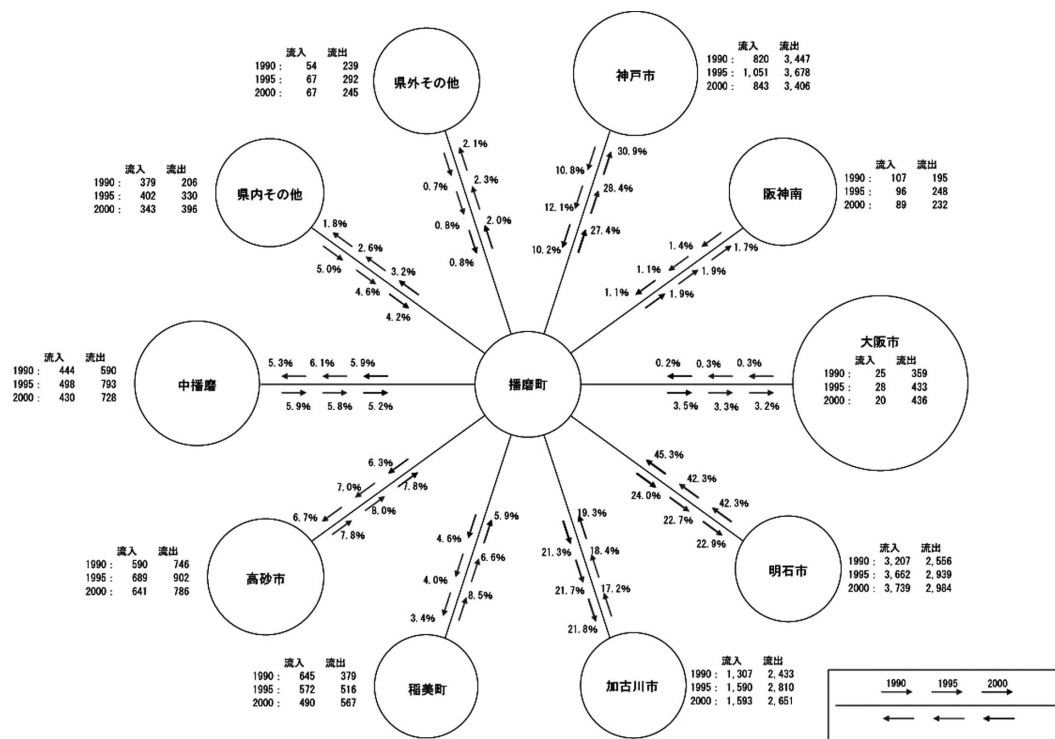 流入 流出
1990： 54 239
1995： 67 292
2000： 67 245
県外その他
神戸市
流入 流出
1990： 820 3,447
1995： 1,051 3,678
2000： 843 3,406
流入 流出
1990： 379 206
1995： 402 330
2000： 343 396
県内その他
2.1%
2.3%
2.0%
0.7%
0.8%
0.8%
10.8%
12.1%
10.2%
30.9%
28.4%
27.4%
阪神南
流入 流出
1990： 107 195
1995： 96 248
2000： 89 232
1.8%
2.6%
3.2%
5.0%
4.6%
4.2%
1.4%
1.1%
1.1%
1.7%
1.9%
1.9%
流入 流出
1990： 444 590
1995： 498 793
2000： 430 728
中播磨
5.3% 6.1% 5.9%
5.9% 5.8% 5.2%
播磨町
0.2% 0.3% 0.3%
3.5% 3.3% 3.2%
大阪市
流入 流出
1990： 25 359
1995： 28 433
2000： 20 436
6.3%
7.0%
6.7%
7.8%
8.0%
7.8%
45.3%
42.3%
42.3%
24.0%
22.7%
22.9%
流入 流出
1990： 590 746
1995： 689 902
2000： 641 786
高砂市
4.6%
4.0%
3.4%
5.9%
6.6%
8.5%
19.3%
18.4%
17.2%
21.3%
21.7%
21.8%
明石市
流入 流出
1990： 3,207 2,556
1995： 3,662 2,939
2000： 3,739 2,984
流入 流出
1990： 645 379
1995： 572 516
2000： 490 567
稲美町
加古川市
流入 流出
1990： 1,307 2,433
1995： 1,590 2,810
2000： 1,593 2,651
1990 1995 2000